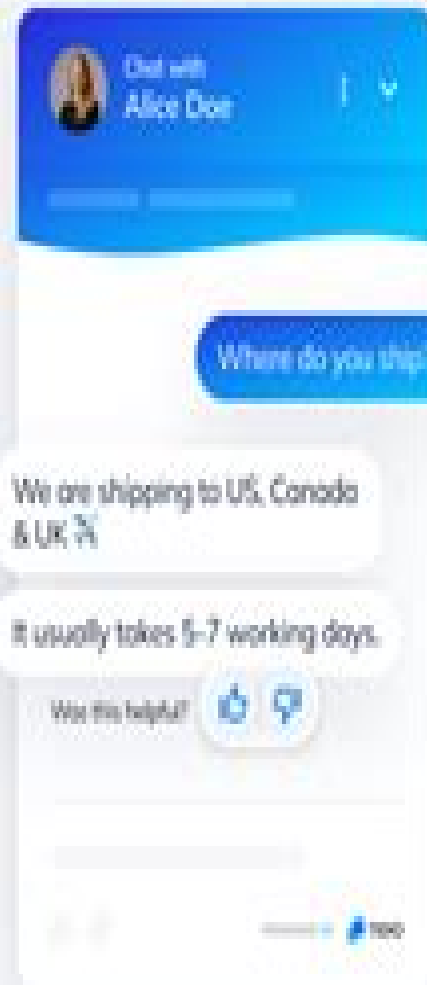 Chat with
Alice Doe
Where do you ship?
We are shipping to US, Canada
& UK ✈
It usually takes 5-7 working days.
Was this helpful?